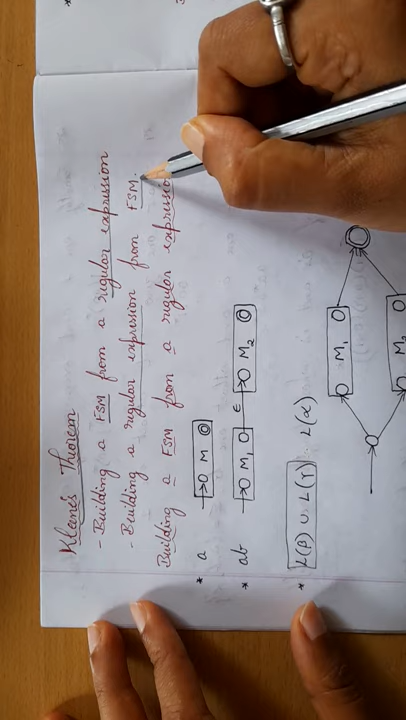 Kleene's Theorem
- Building a FSM from a regular expression
- Building a regular expression from FSM.
Building a FSM from a regular expression
* a → O M O
* ab → O M1 O ε → O M2 O
* L(β) ∪ L(γ) L(α)
O M1 O
O M2 O